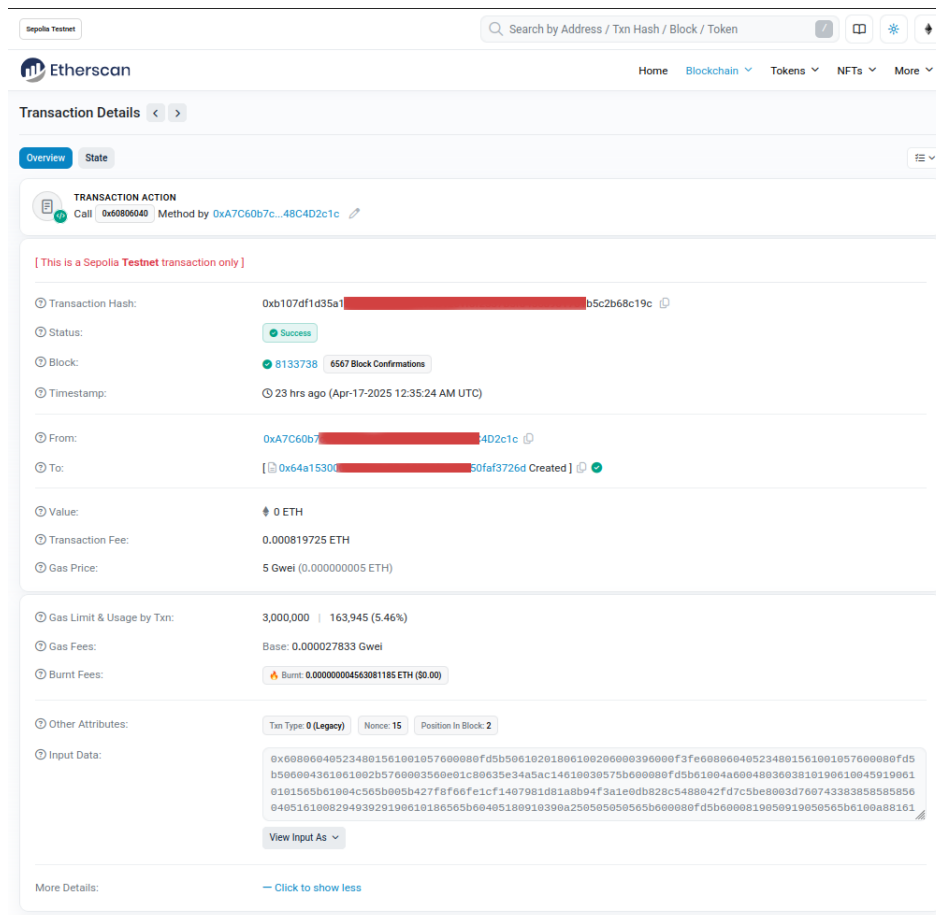 Sepolia Testnet
Search by Address / Txn Hash / Block / Token /
Etherscan
Home Blockchain Tokens NFTs More
Transaction Details
Overview State
TRANSACTION ACTION
Call 0x60806040 Method by 0xA7C60b7c...48C4D2c1c
[ This is a Sepolia Testnet transaction only ]
Transaction Hash: 0xb107df1d35a1 b5c2b68c19c
Status: Success
Block: 8133738 6567 Block Confirmations
Timestamp: 23 hrs ago (Apr-17-2025 12:35:24 AM UTC)
From: 0xA7C60b7 4D2c1c
To: [ 0x64a15300 50faf3726d Created ]
Value: 0 ETH
Transaction Fee: 0.000819725 ETH
Gas Price: 5 Gwei (0.000000005 ETH)
Gas Limit & Usage by Txn: 3,000,000 | 163,945 (5.46%)
Gas Fees: Base: 0.000027833 Gwei
Burnt Fees: Burnt: 0.000000004563081185 ETH ($0.00)
Other Attributes: Txn Type: 0 (Legacy) Nonce: 15 Position In Block: 2
Input Data: 0x608060405234801561001057600080fd5b50610201806100206000396000f3fe608060405234801561001057600080fd5
b506004361061002b5760003560e01c80635e34a5ac14610030575b600080fd5b61004a600480360381019061004591906​1
0101565b61004c565b005b427f8f66fe1cf1407981d81a8b94f3a1e0db828c5488042fd7c5be8003d7607433838585858​56
0405161008294939291906101​86565b60405180910390a250505050565b600080fd5b6000819050919050565b6100a88161
View Input As
More Details: Click to show less